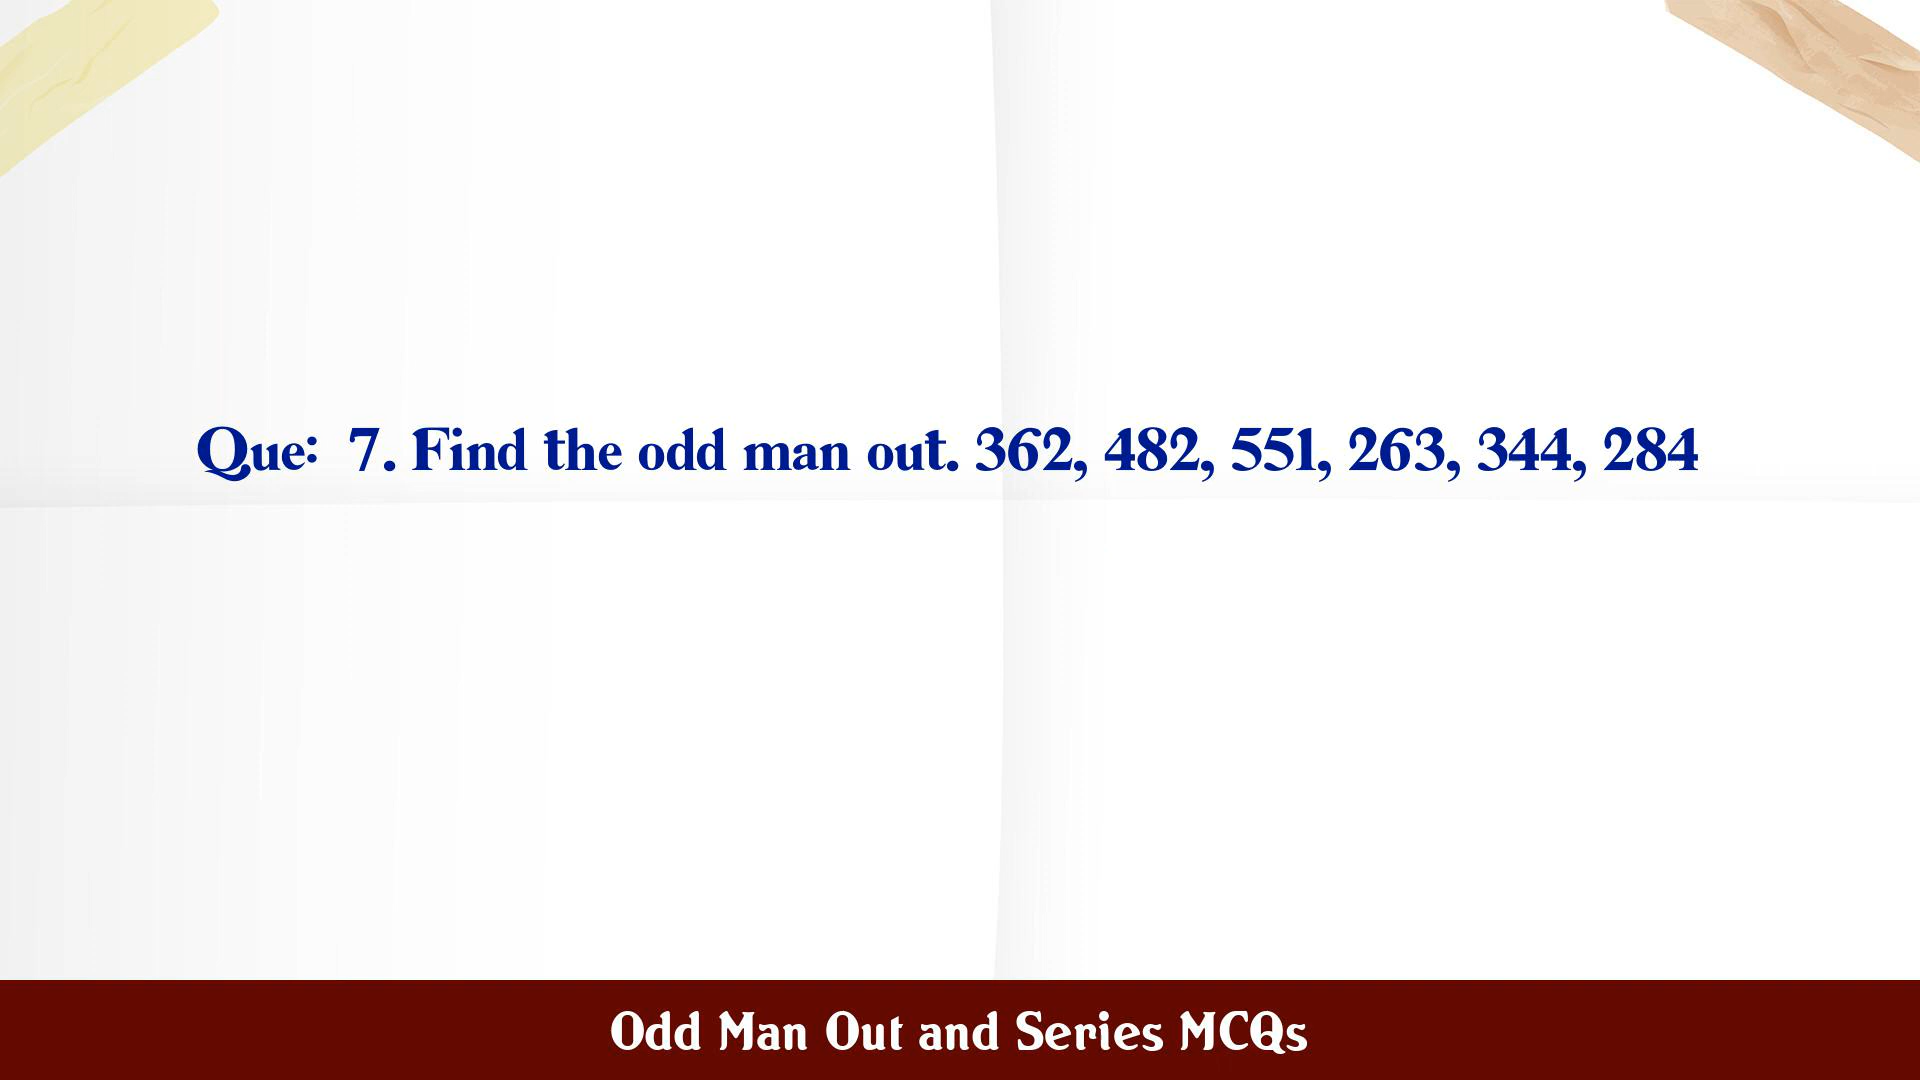 Que: 7. Find the odd man out. 362, 482, 551, 263, 344, 284
Odd Man Out and Series MCQs